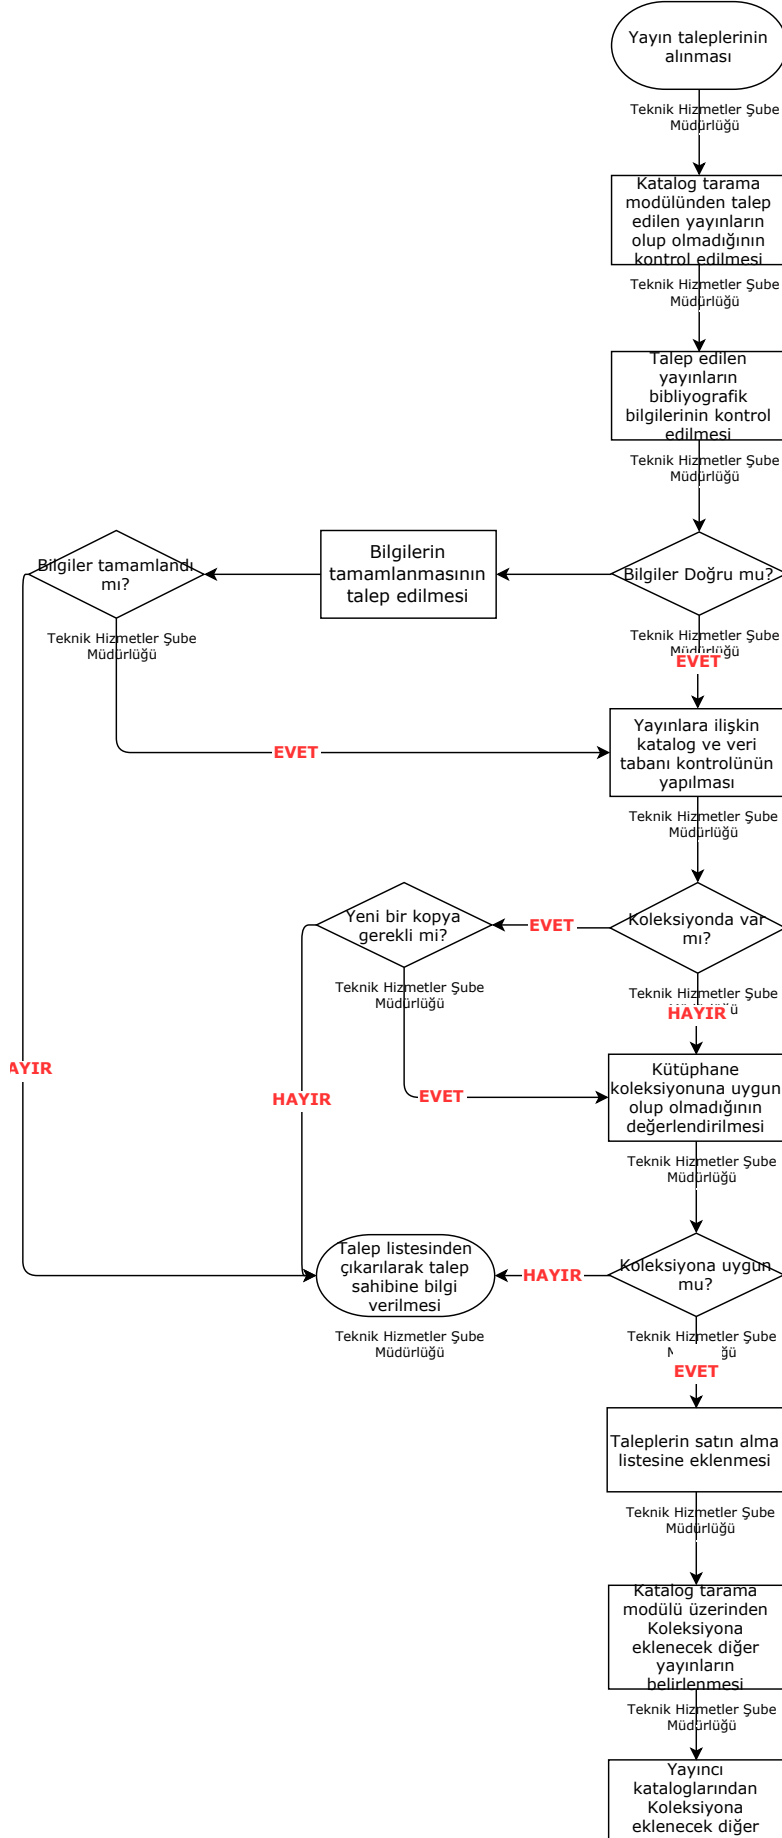 Yayın taleplerinin
alınması
Teknik Hizmetler Şube
Müdürlüğü
Katalog tarama
modülünden talep
edilen yayınların
olup olmadığının
kontrol edilmesi
Teknik Hizmetler Şube
Müdürlüğü
Talep edilen
yayınların
bibliyografik
bilgilerinin kontrol
edilmesi
Teknik Hizmetler Şube
Müdürlüğü
Bilgiler Doğru mu?
Teknik Hizmetler Şube
Müdürlüğü
EVET
Bilgilerin
tamamlanmasının
talep edilmesi
Bilgiler tamamlandı
mı?
Teknik Hizmetler Şube
Müdürlüğü
EVET
AYIR
Yayınlara ilişkin
katalog ve veri
tabanı kontrolünün
yapılması
Teknik Hizmetler Şube
Müdürlüğü
Koleksiyonda var
mı?
Teknik Hizmetler Şube
HAYIR
EVET
Yeni bir kopya
gerekli mi?
Teknik Hizmetler Şube
Müdürlüğü
EVET
HAYIR
Kütüphane
koleksiyonuna uygun
olup olmadığının
değerlendirilmesi
Teknik Hizmetler Şube
Müdürlüğü
Koleksiyona uygun
mu?
Teknik Hizmetler Şube
HAYIR
Talep listesinden
çıkarılarak talep
sahibine bilgi
verilmesi
Teknik Hizmetler Şube
Müdürlüğü
EVET
Taleplerin satın alma
listesine eklenmesi
Teknik Hizmetler Şube
Müdürlüğü
Katalog tarama
modülü üzerinden
Koleksiyona
eklenecek diğer
yayınların
belirlenmesi
Teknik Hizmetler Şube
Müdürlüğü
Yayıncı
kataloglarından
Koleksiyona
eklenecek diğer